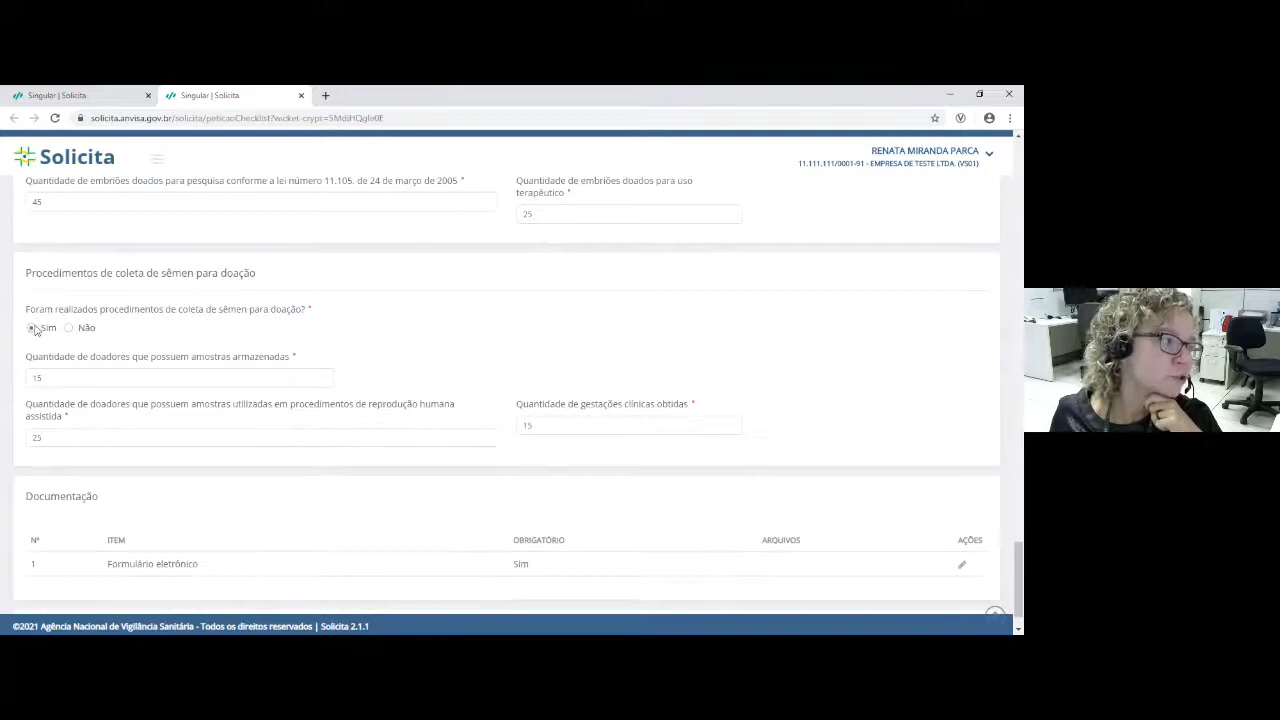 Singular | Solicita
Singular | Solicita
solicita.anvisa.gov.br/solicita/peticaoChecklist?wicket-crypt=5MdiHQgle0E
Solicita
RENATA MIRANDA PARCA
11.111.111/0001-91 - EMPRESA DE TESTE LTDA. (VS01)
Quantidade de embriões doados para pesquisa conforme a lei número 11.105. de 24 de março de 2005 *
45
Quantidade de embriões doados para uso
terapêutico *
25
Procedimentos de coleta de sêmen para doação
Foram realizados procedimentos de coleta de sêmen para doação? *
Sim Não
Quantidade de doadores que possuem amostras armazenadas *
15
Quantidade de doadores que possuem amostras utilizadas em procedimentos de reprodução humana
assistida *
25
Quantidade de gestações clínicas obtidas *
15
Documentação
Nº ITEM OBRIGATÓRIO ARQUIVOS AÇÕES
1 Formulário eletrônico Sim
©2021 Agência Nacional de Vigilância Sanitária - Todos os direitos reservados | Solicita 2.1.1